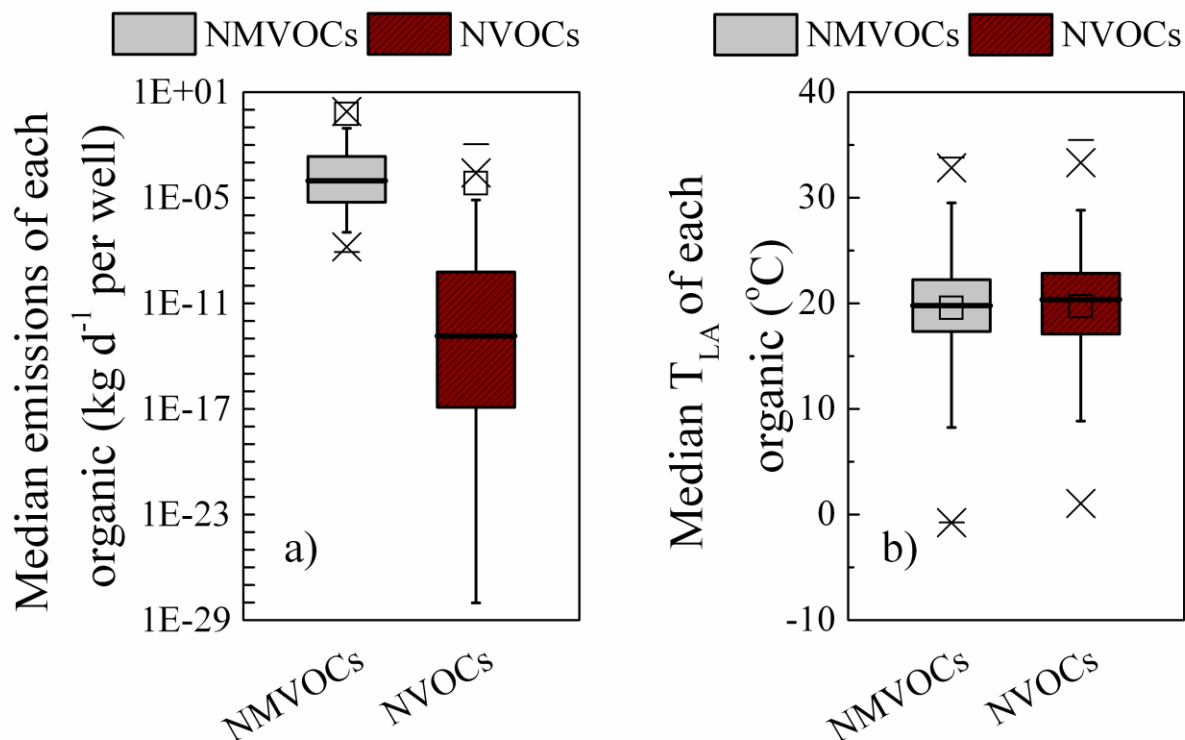 NMVOCs NVOCs
Median emissions of each
organic (kg d⁻¹ per well)
1E+01
1E-05
1E-11
1E-17
1E-23
1E-29
a)
NMVOCs
NVOCs
NMVOCs NVOCs
Median T_LA of each
organic (°C)
40
30
20
10
0
-10
b)
NMVOCs
NVOCs